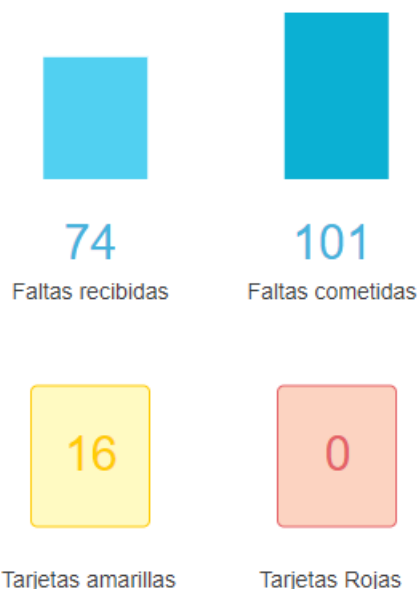 74
101
Faltas recibidas
Faltas cometidas
16
0
Tarjetas amarillas
Tarjetas Rojas